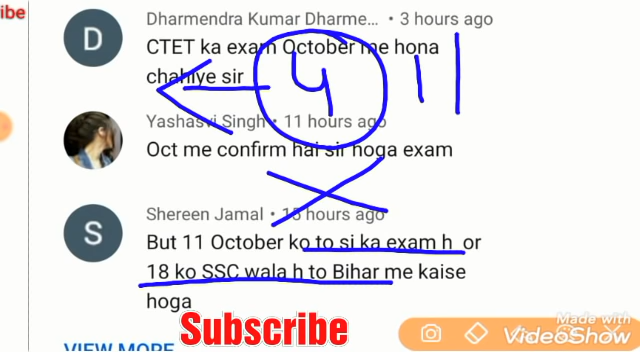 ibe
Dharmendra Kumar Dharme... • 3 hours ago
CTET ka exam October me hona
chahiye sir
4 11
Yashasvi Singh • 11 hours ago
Oct me confirm hai sir hoga exam
Shereen Jamal • 15 hours ago
S
But 11 October ko to si ka exam h or
18 ko SSC wala h to Bihar me kaise
hoga
D
Subscribe
VIEW MORE
Made with
VideoShow